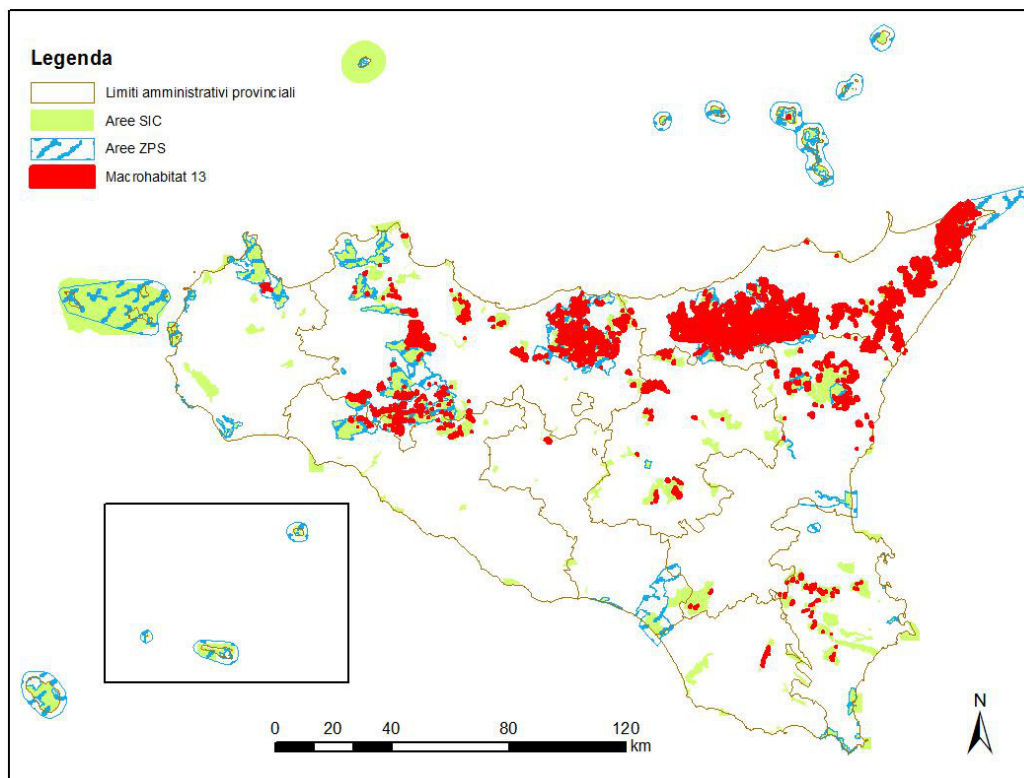 Legenda
Limiti amministrativi provinciali
Aree SIC
Aree ZPS
Macrohabitat 13
N
0 20 40 80 120
km